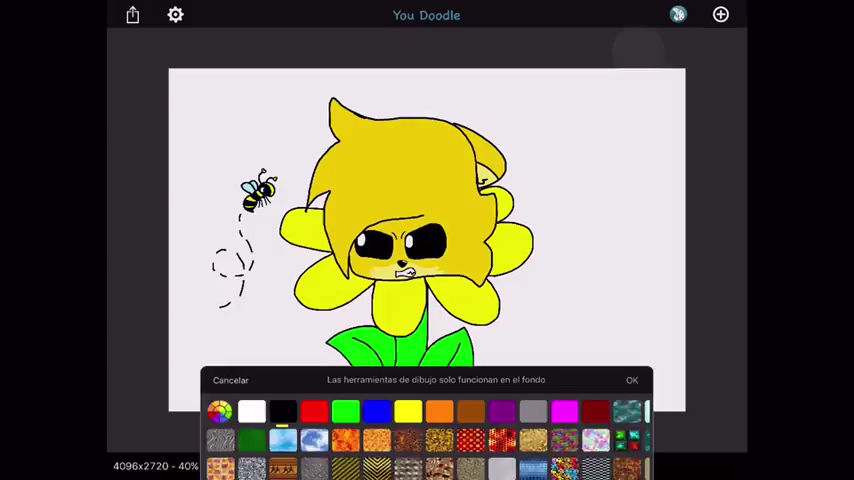 You Doodle
Cancelar
Las herramientas de dibujo solo funcionan en el fondo
OK
4096x2720 - 40%